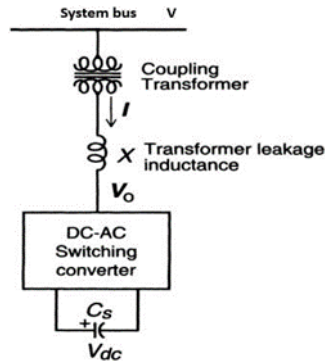 System bus V
Coupling
Transformer
I
X Transformer leakage
inductance
Vo
DC-AC
Switching
converter
Cs
+
Vdc